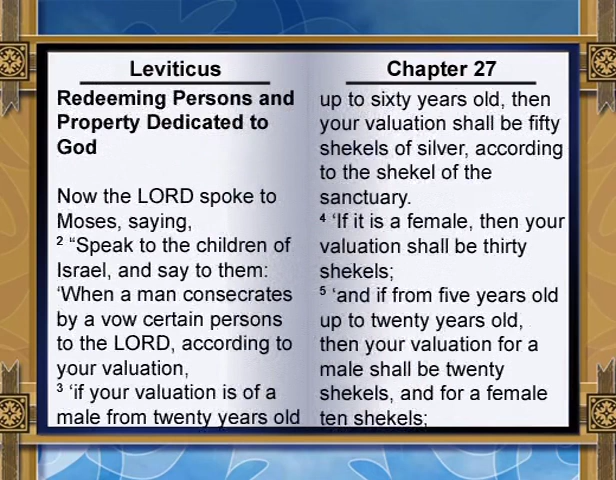 Leviticus
Redeeming Persons and
Property Dedicated to
God
Now the LORD spoke to
Moses, saying,
2 “Speak to the children of
Israel, and say to them:
‘When a man consecrates
by a vow certain persons
to the LORD, according to
your valuation,
3 ‘if your valuation is of a
male from twenty years old
Chapter 27
up to sixty years old, then
your valuation shall be fifty
shekels of silver, according
to the shekel of the
sanctuary.
4 ‘If it is a female, then your
valuation shall be thirty
shekels;
5 ‘and if from five years old
up to twenty years old,
then your valuation for a
male shall be twenty
shekels, and for a female
ten shekels;